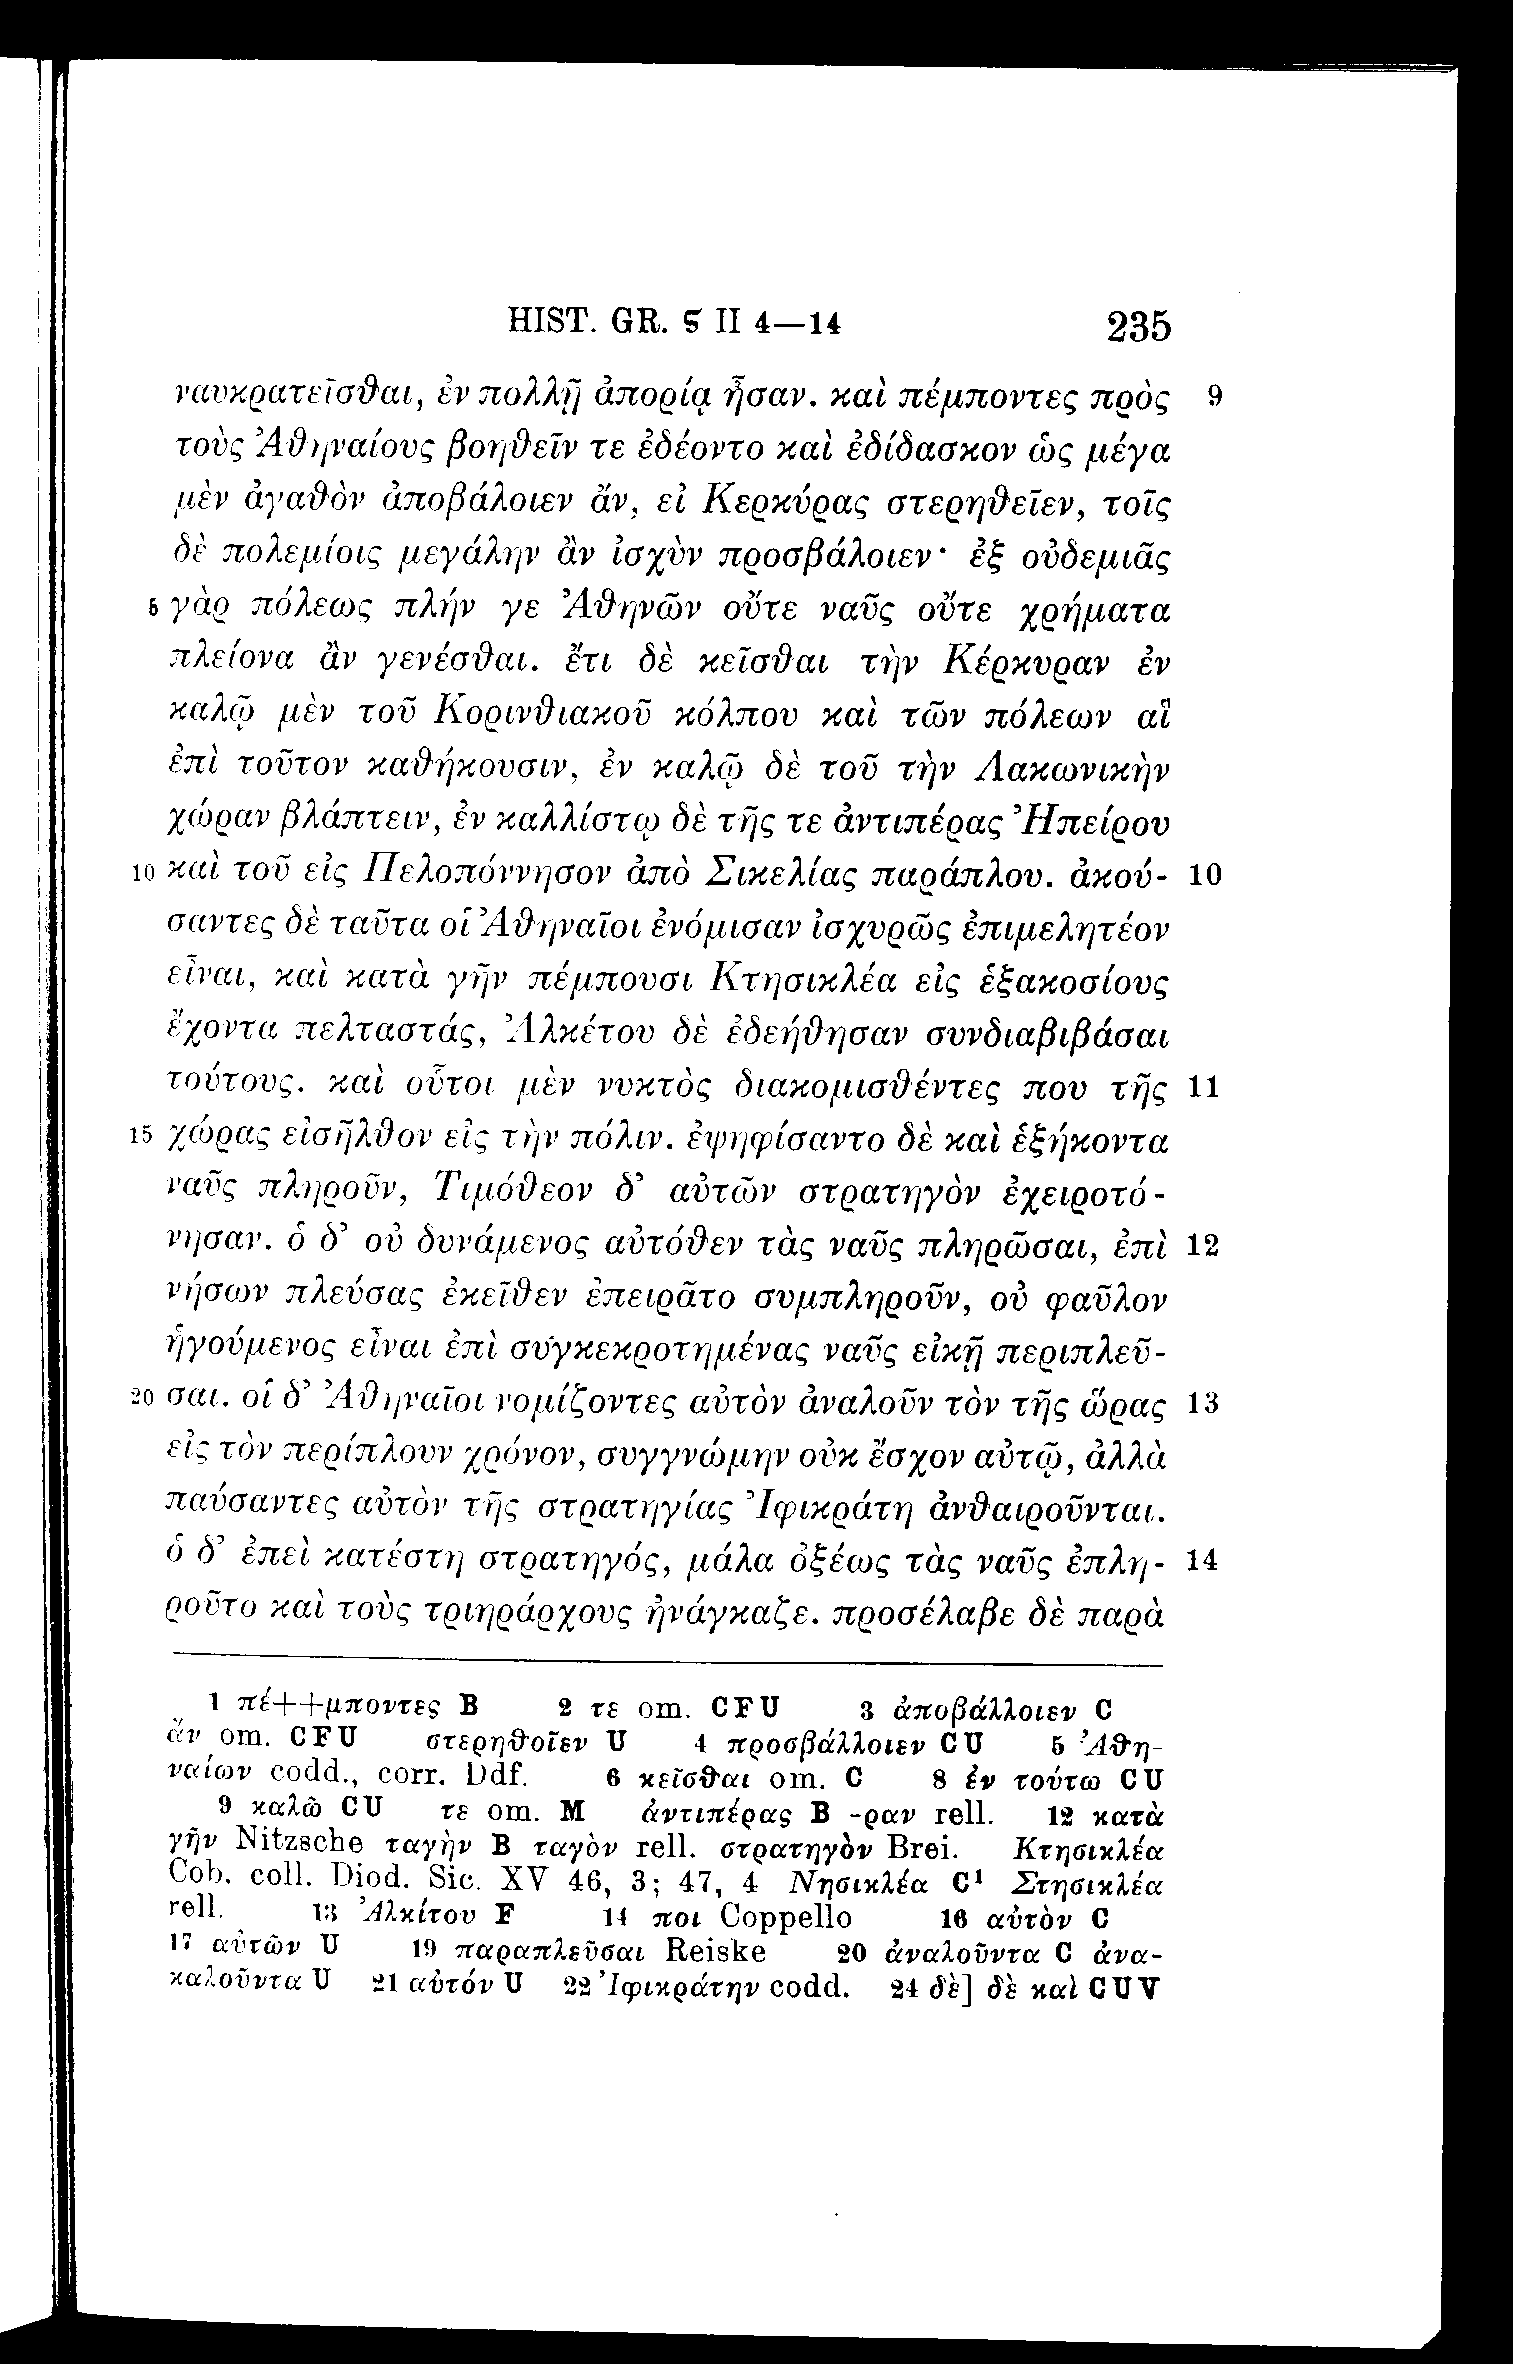 HIST. GR. ϛ II 4—14 235
ναυκρατεῖσθαι, ἐν πολλῇ ἀπορίᾳ ἦσαν. καὶ πέμποντες πρὸς 9
τοὺς Ἀθηναίους βοηθεῖν τε ἐδέοντο καὶ ἐδίδασκον ὡς μέγα
μὲν ἀγαθὸν ἀποβάλοιεν ἄν, εἰ Κερκύρας στερηθεῖεν, τοῖς
δὲ πολεμίοις μεγάλην ἂν ἰσχὺν προσβάλοιεν· ἐξ οὐδεμιᾶς
5 γὰρ πόλεως πλήν γε Ἀθηνῶν οὔτε ναῦς οὔτε χρήματα
πλείονα ἂν γενέσθαι. ἔτι δὲ κεῖσθαι τὴν Κέρκυραν ἐν
καλῷ μὲν τοῦ Κορινθιακοῦ κόλπου καὶ τῶν πόλεων αἳ
ἐπὶ τοῦτον καθήκουσιν, ἐν καλῷ δὲ τοῦ τὴν Λακωνικὴν
χώραν βλάπτειν, ἐν καλλίστῳ δὲ τῆς τε ἀντιπέρας Ἠπείρου
10 καὶ τοῦ εἰς Πελοπόννησον ἀπὸ Σικελίας παράπλου. ἀκού- 10
σαντες δὲ ταῦτα οἱ Ἀθηναῖοι ἐνόμισαν ἰσχυρῶς ἐπιμελητέον
εἶναι, καὶ κατὰ γῆν πέμπουσι Κτησικλέα εἰς ἑξακοσίους
ἔχοντα πελταστάς, Ἀλκέτου δὲ ἐδεήθησαν συνδιαβιβάσαι
τούτους. καὶ οὗτοι μὲν νυκτὸς διακομισθέντες που τῆς 11
15 χώρας εἰσῆλθον εἰς τὴν πόλιν. ἐψηφίσαντο δὲ καὶ ἑξήκοντα
ναῦς πληροῦν, Τιμόθεον δ’ αὐτῶν στρατηγὸν ἐχειροτό-
νησαν. ὁ δ’ οὐ δυνάμενος αὐτόθεν τὰς ναῦς πληρῶσαι, ἐπὶ 12
νήσων πλεύσας ἐκεῖθεν ἐπειρᾶτο συμπληροῦν, οὐ φαῦλον
ἡγούμενος εἶναι ἐπὶ συγκεκροτημένας ναῦς εἰκῇ περιπλεῦ-
20 σαι. οἱ δ’ Ἀθηναῖοι νομίζοντες αὐτὸν ἀναλοῦν τὸν τῆς ὥρας 13
εἰς τὸν περίπλουν χρόνον, συγγνώμην οὐκ ἔσχον αὐτῷ, ἀλλὰ
παύσαντες αὐτὸν τῆς στρατηγίας Ἰφικράτη ἀνθαιροῦνται.
ὁ δ’ ἐπεὶ κατέστη στρατηγός, μάλα ὀξέως τὰς ναῦς ἐπλη- 14
ροῦτο καὶ τοὺς τριηράρχους ἠνάγκαζε. προσέλαβε δὲ παρὰ
1 πέ++μποντες B 2 τε om. CFU 3 ἀποβάλλοιεν C
ἄν om. CFU στερηθοῖεν U 4 προσβάλλοιεν CU 5 Ἀθη-
ναίων codd., corr. Ddf. 6 κεῖσθαι om. C 8 ἐν τούτω CU
9 καλῶ CU τε om. M ἀντιπέρας B -ραν rell. 12 κατὰ
γῆν Nitzsche ταγὴν B ταγὸν rell. στρατηγὸν Brei. Κτησικλέα
Cob. coll. Diod. Sic. XV 46, 3; 47, 4 Νησικλέα C¹ Στησικλέα
rell. 13 Ἀλκίτου F 14 ποι Coppello 16 αὐτὸν C
17 αὐτῶν U 19 παραπλεῦσαι Reiske 20 ἀναλοῦντα C ἀνα-
καλοῦντα U 21 αὐτόν U 22 Ἰφικράτην codd. 24 δὲ] δὲ καὶ CUV